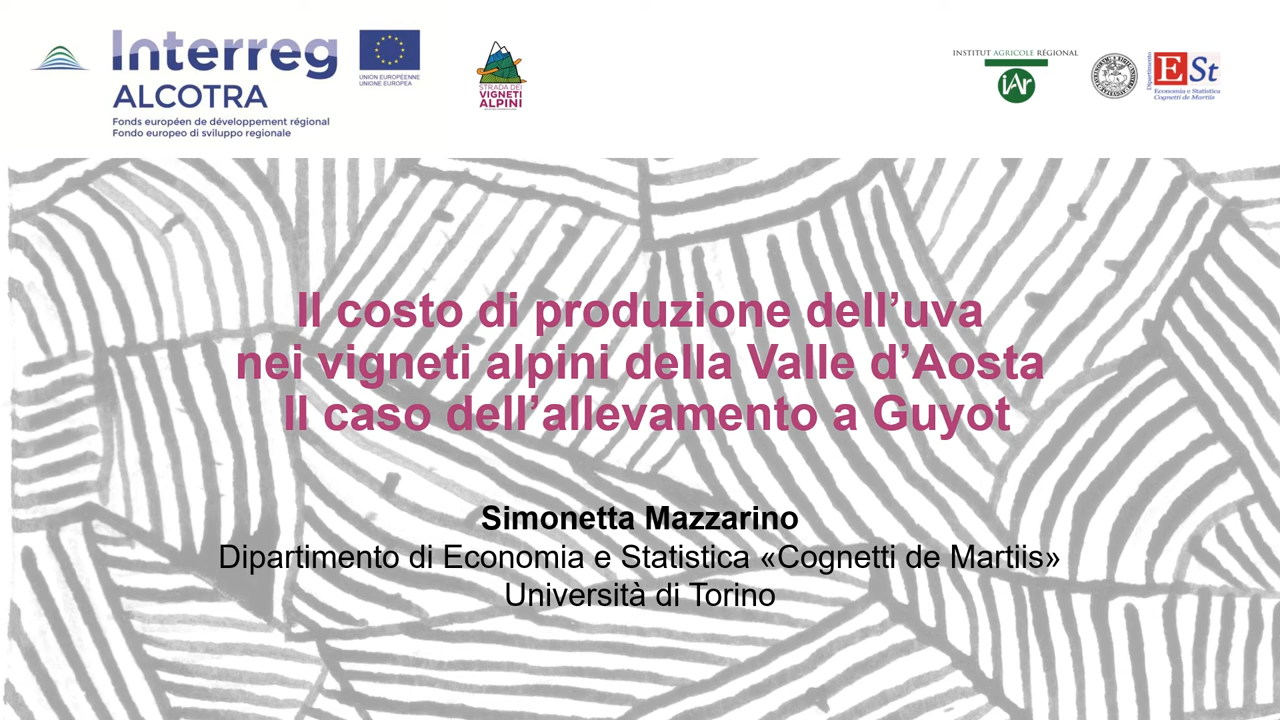 Interreg
ALCOTRA
Fonds européen de développement régional
Fondo europeo di sviluppo regionale
UNION EUROPÉENNE
UNIONE EUROPEA
STRADA DEI
VIGNETI
ALPINI
INSTITUT AGRICOLE RÉGIONAL
iAr
Dipartimento
ESt
Economia e Statistica
Cognetti de Martiis
Il costo di produzione dell’uva
nei vigneti alpini della Valle d’Aosta
Il caso dell’allevamento a Guyot
Simonetta Mazzarino
Dipartimento di Economia e Statistica «Cognetti de Martiis»
Università di Torino